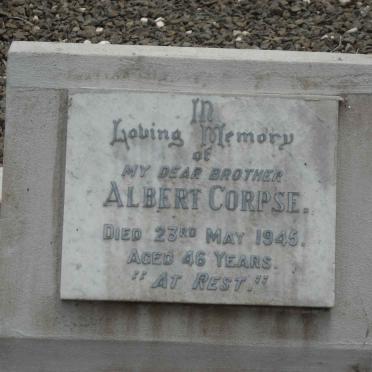 In
Loving Memory
of
MY DEAR BROTHER
ALBERT CORPSE.
DIED 23RD MAY 1945.
AGED 46 YEARS.
"AT REST."